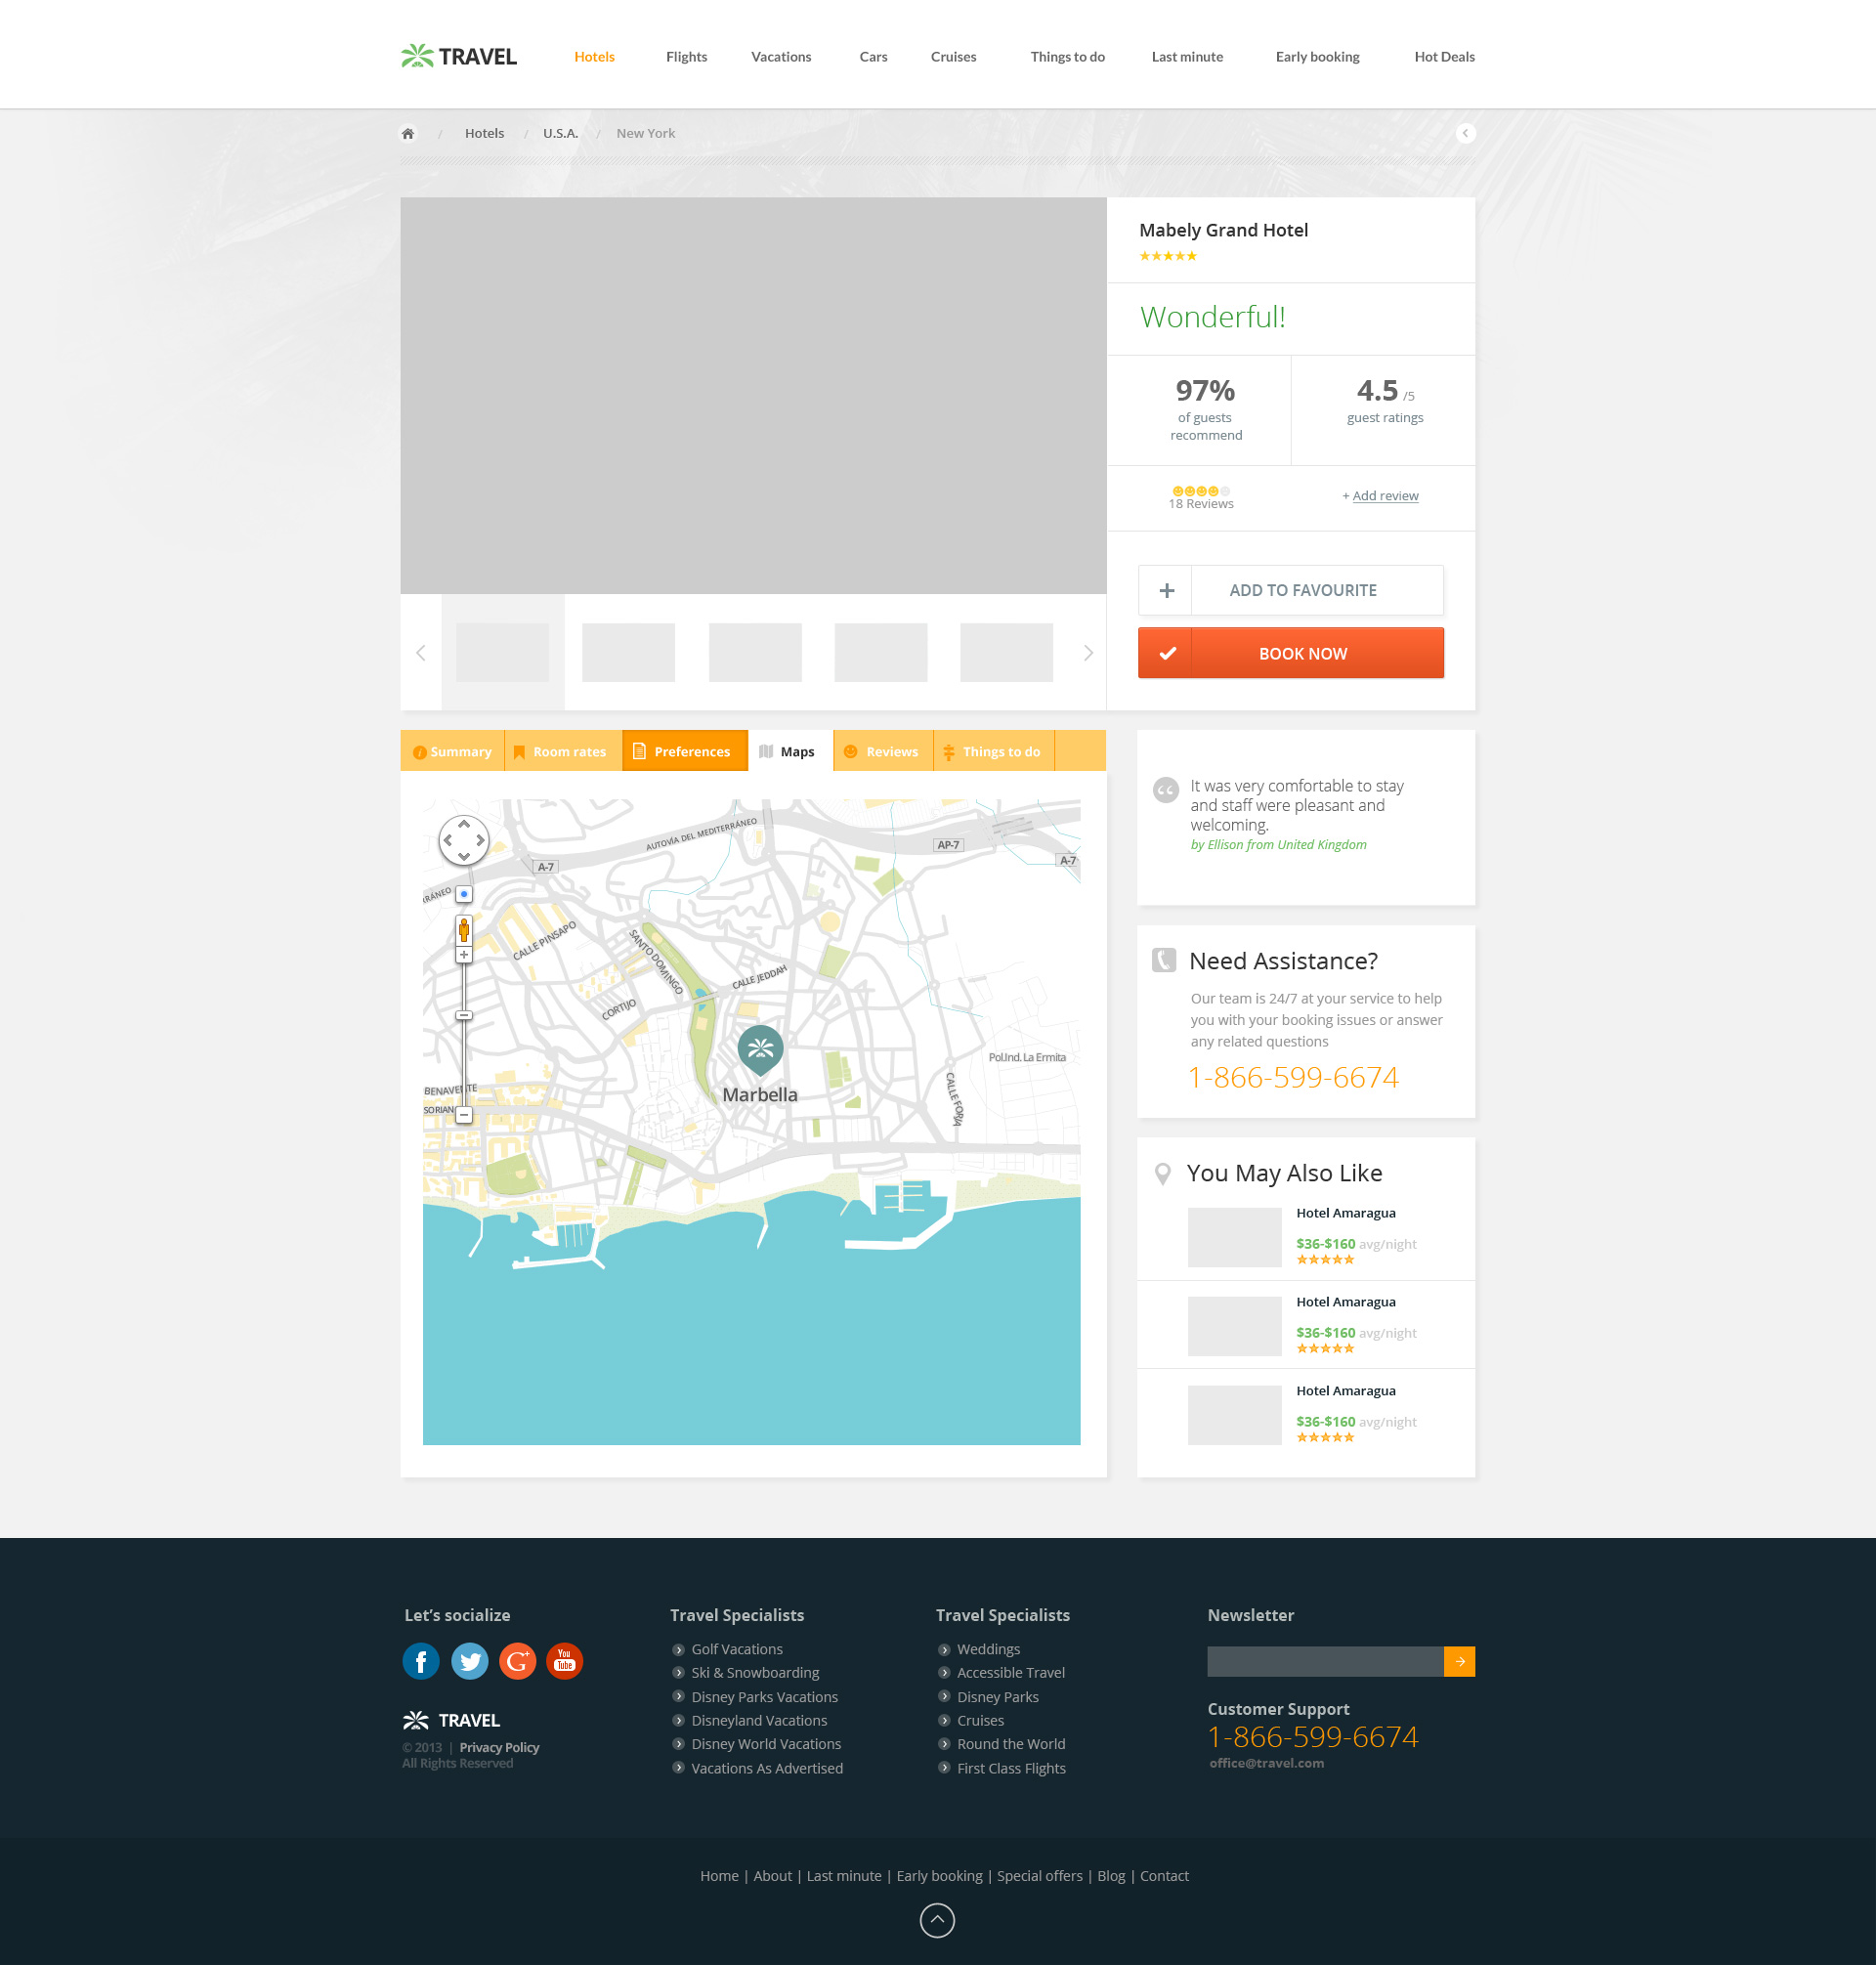 TRAVEL
Hotels Flights Vacations Cars Cruises Things to do Last minute Early booking Hot Deals
/ Hotels / U.S.A. / New York
Mabely Grand Hotel
Wonderful!
97%
of guests
recommend
4.5 /5
guest ratings
18 Reviews
+ Add review
ADD TO FAVOURITE
BOOK NOW
Summary Room rates Preferences Maps Reviews Things to do
AUTOVÍA DEL MEDITERRÁNEO
AP-7
A-7
A-7
RRÁNEO
CALLE PINSAPO
SANTO DOMINGO
CALLE JEDDAH
CORTIJO
Pol.Ind. La Ermita
BENAVENTE
SORIAN
CALLE FORJA
Marbella
It was very comfortable to stay
and staff were pleasant and
welcoming.
by Ellison from United Kingdom
Need Assistance?
Our team is 24/7 at your service to help
you with your booking issues or answer
any related questions
1-866-599-6674
You May Also Like
Hotel Amaragua
$36-$160 avg/night
Hotel Amaragua
$36-$160 avg/night
Hotel Amaragua
$36-$160 avg/night
Let’s socialize
You
Tube
TRAVEL
© 2013 | Privacy Policy
All Rights Reserved
Travel Specialists
Golf Vacations
Ski & Snowboarding
Disney Parks Vacations
Disneyland Vacations
Disney World Vacations
Vacations As Advertised
Travel Specialists
Weddings
Accessible Travel
Disney Parks
Cruises
Round the World
First Class Flights
Newsletter
Customer Support
1-866-599-6674
office@travel.com
Home | About | Last minute | Early booking | Special offers | Blog | Contact